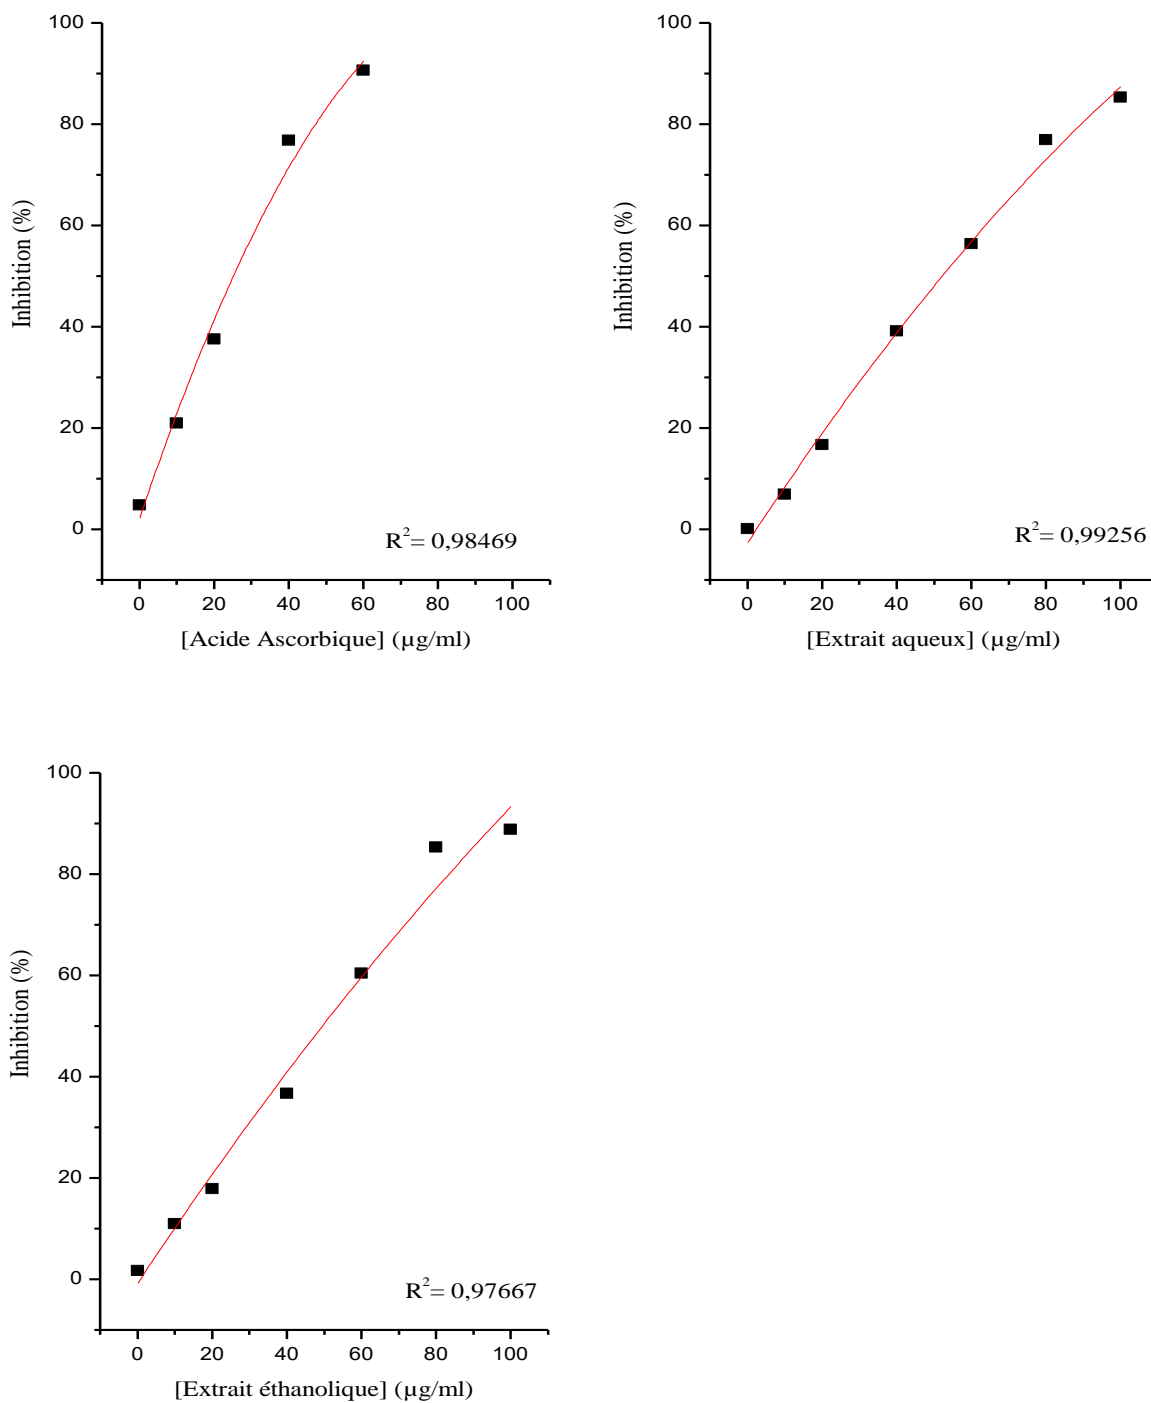 100
80
60
40
20
0
Inhibition (%)
R²= 0,98469
0 20 40 60 80 100
[Acide Ascorbique] (µg/ml)
100
80
60
40
20
0
Inhibition (%)
R²= 0,99256
0 20 40 60 80 100
[Extrait aqueux] (µg/ml)
100
80
60
40
20
0
Inhibition (%)
R²= 0,97667
0 20 40 60 80 100
[Extrait éthanolique] (µg/ml)